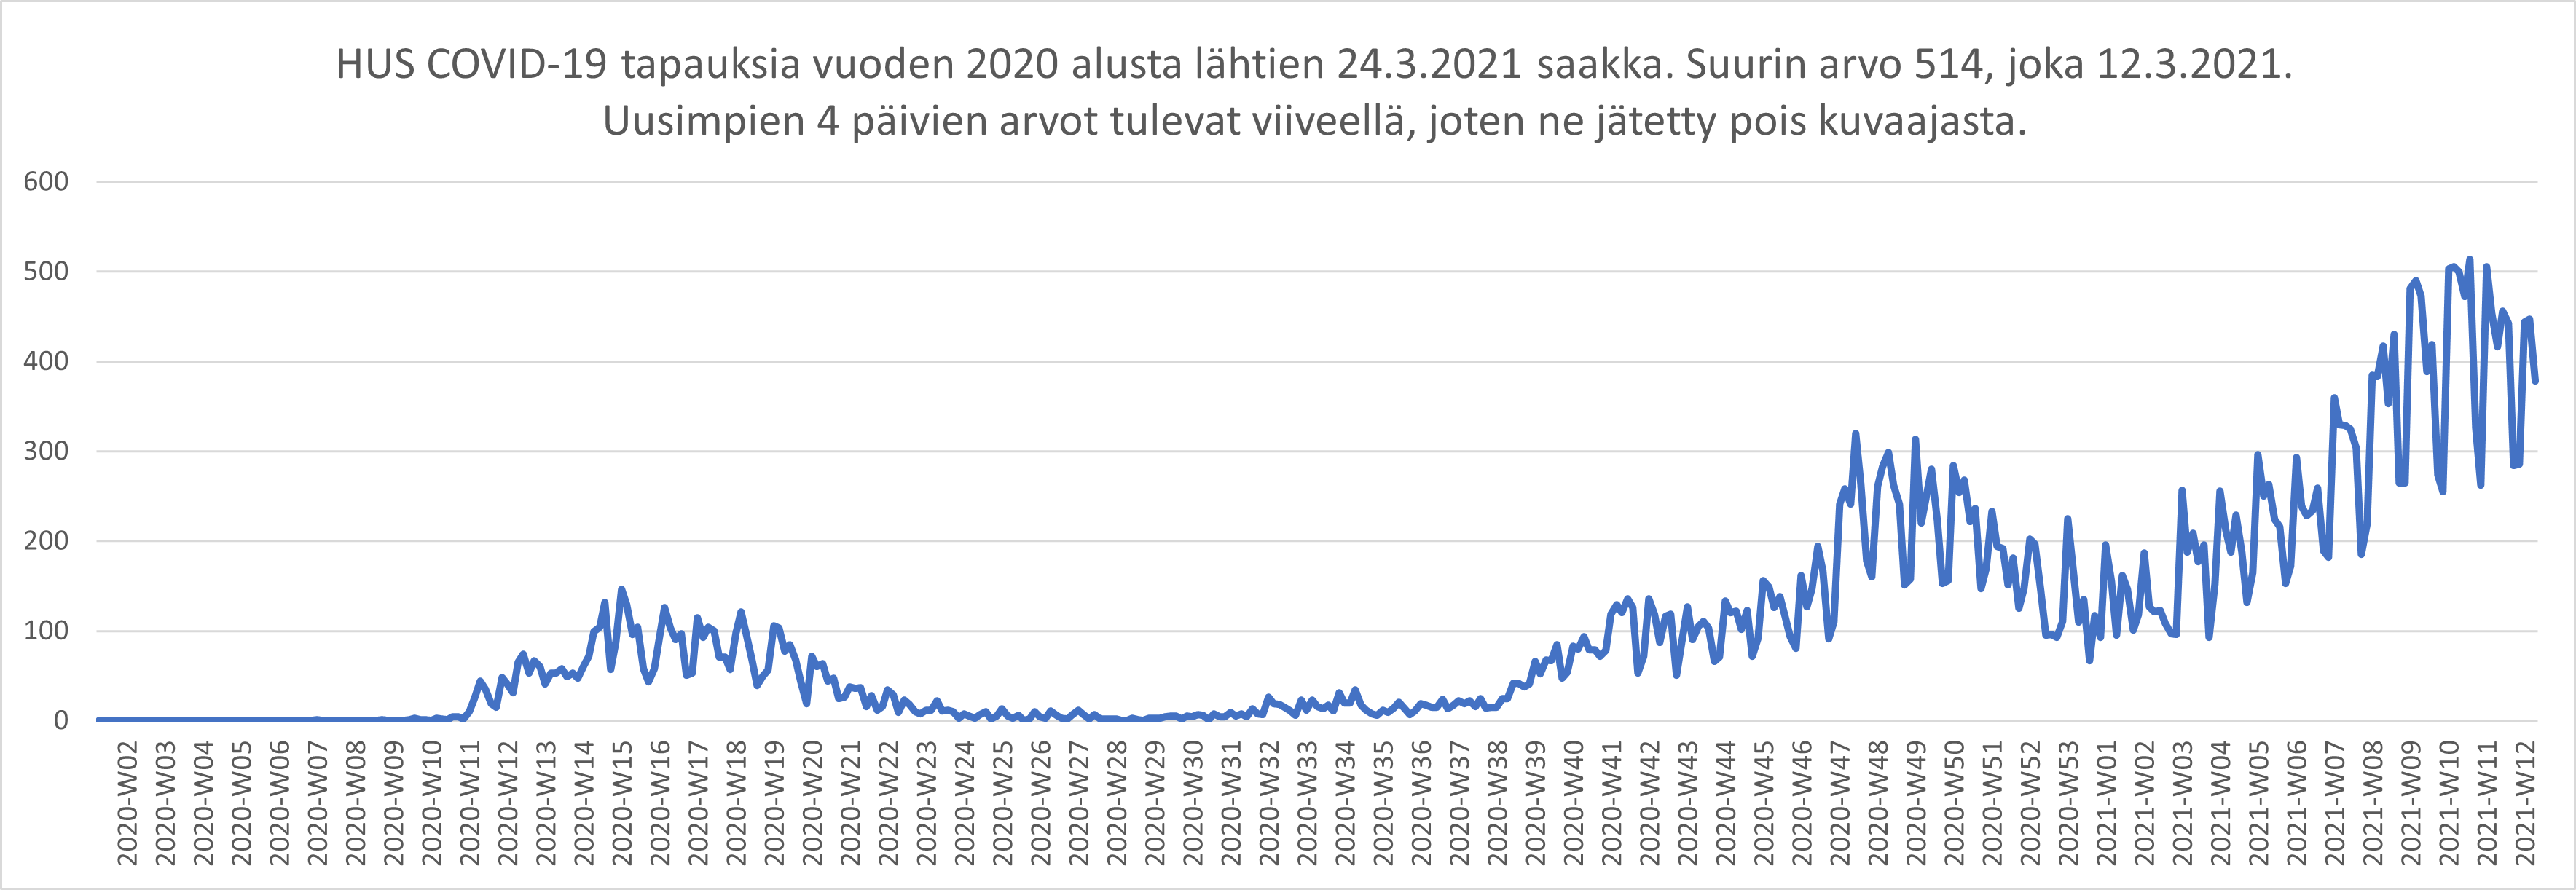 HUS COVID-19 tapauksia vuoden 2020 alusta lähtien 24.3.2021 saakka. Suurin arvo 514, joka 12.3.2021.
Uusimpien 4 päivien arvot tulevat viiveellä, joten ne jätetty pois kuvaajasta.
600
500
400
300
200
100
0
2020-W02
2020-W03
2020-W04
2020-W05
2020-W06
2020-W07
2020-W08
2020-W09
2020-W10
2020-W11
2020-W12
2020-W13
2020-W14
2020-W15
2020-W16
2020-W17
2020-W18
2020-W19
2020-W20
2020-W21
2020-W22
2020-W23
2020-W24
2020-W25
2020-W26
2020-W27
2020-W28
2020-W29
2020-W30
2020-W31
2020-W32
2020-W33
2020-W34
2020-W35
2020-W36
2020-W37
2020-W38
2020-W39
2020-W40
2020-W41
2020-W42
2020-W43
2020-W44
2020-W45
2020-W46
2020-W47
2020-W48
2020-W49
2020-W50
2020-W51
2020-W52
2020-W53
2021-W01
2021-W02
2021-W03
2021-W04
2021-W05
2021-W06
2021-W07
2021-W08
2021-W09
2021-W10
2021-W11
2021-W12